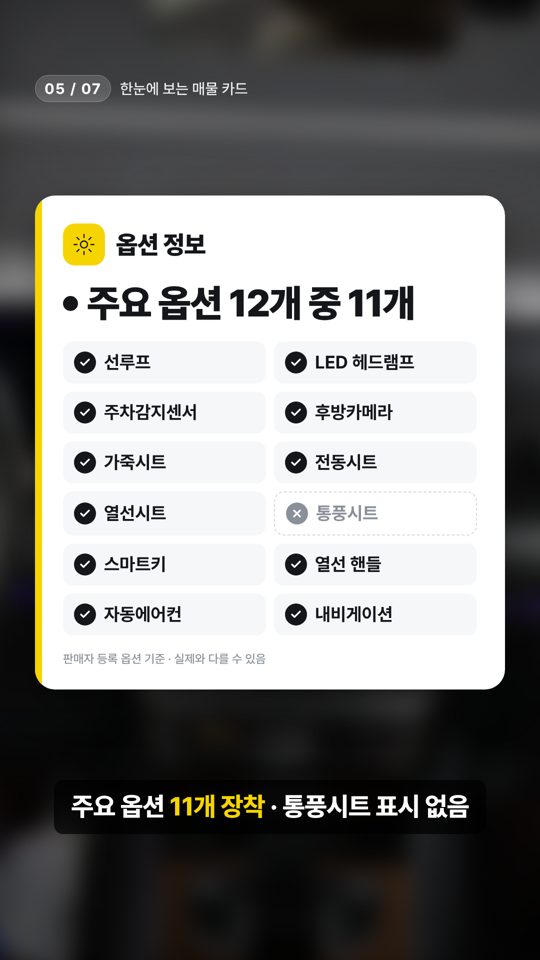 05 / 07 한눈에 보는 매물 카드
옵션 정보
• 주요 옵션 12개 중 11개
선루프 LED 헤드램프
주차감지센서 후방카메라
가죽시트 전동시트
열선시트 통풍시트
스마트키 열선 핸들
자동에어컨 내비게이션
판매자 등록 옵션 기준 · 실제와 다를 수 있음
주요 옵션 11개 장착 · 통풍시트 표시 없음